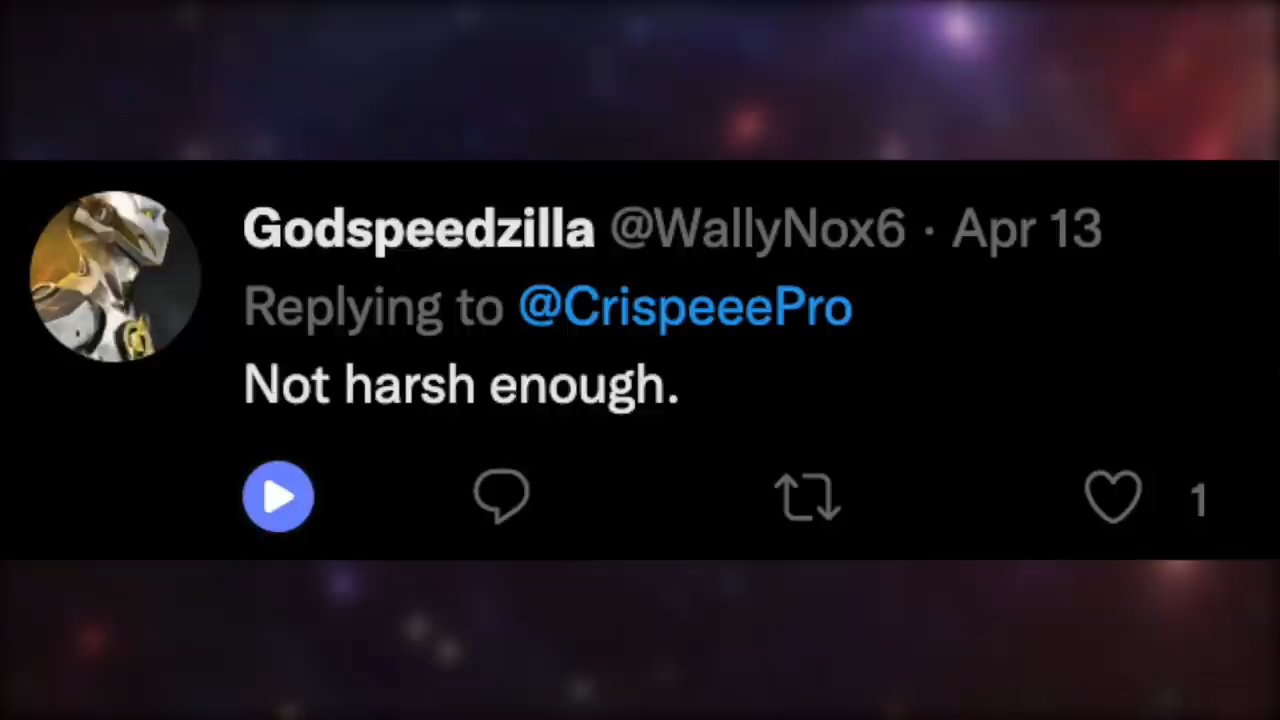 Godspeedzilla @WallyNox6 · Apr 13
Replying to @CrispeeePro
Not harsh enough.
1